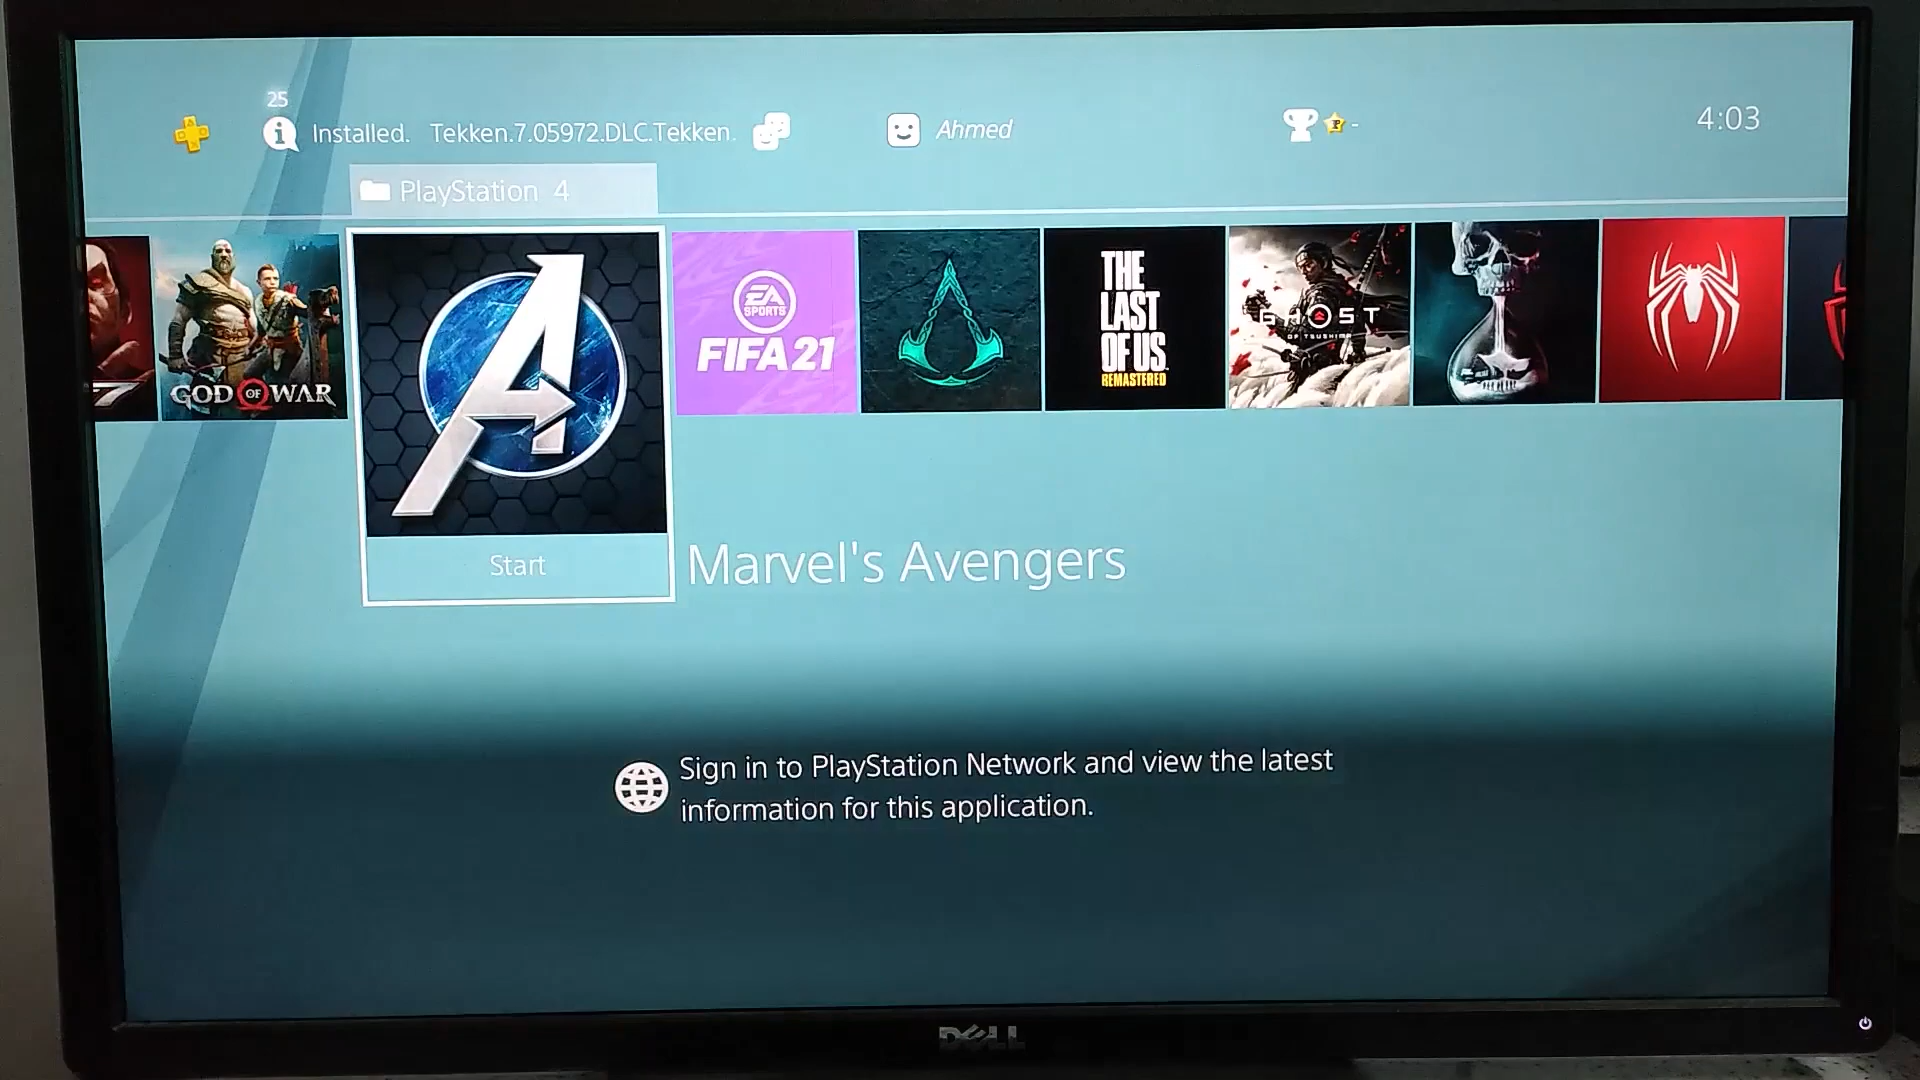 25
Installed. Tekken.7.05972.DLC.Tekken.
Ahmed
P -
4:03
PlayStation 4
7
GOD OF WAR
EA
SPORTS
FIFA 21
THE
LAST
OF US
REMASTERED
GHOST
OF TSUSHIMA
Start
Marvel's Avengers
Sign in to PlayStation Network and view the latest
information for this application.
DELL